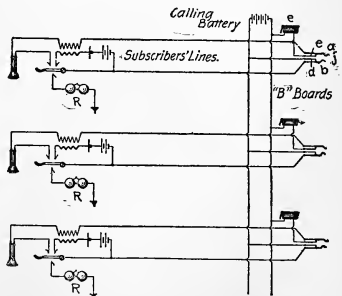 Calling
Battery
e
e
a
Subscribers' Lines.
d
b
R
"B" Boards
R
e
R